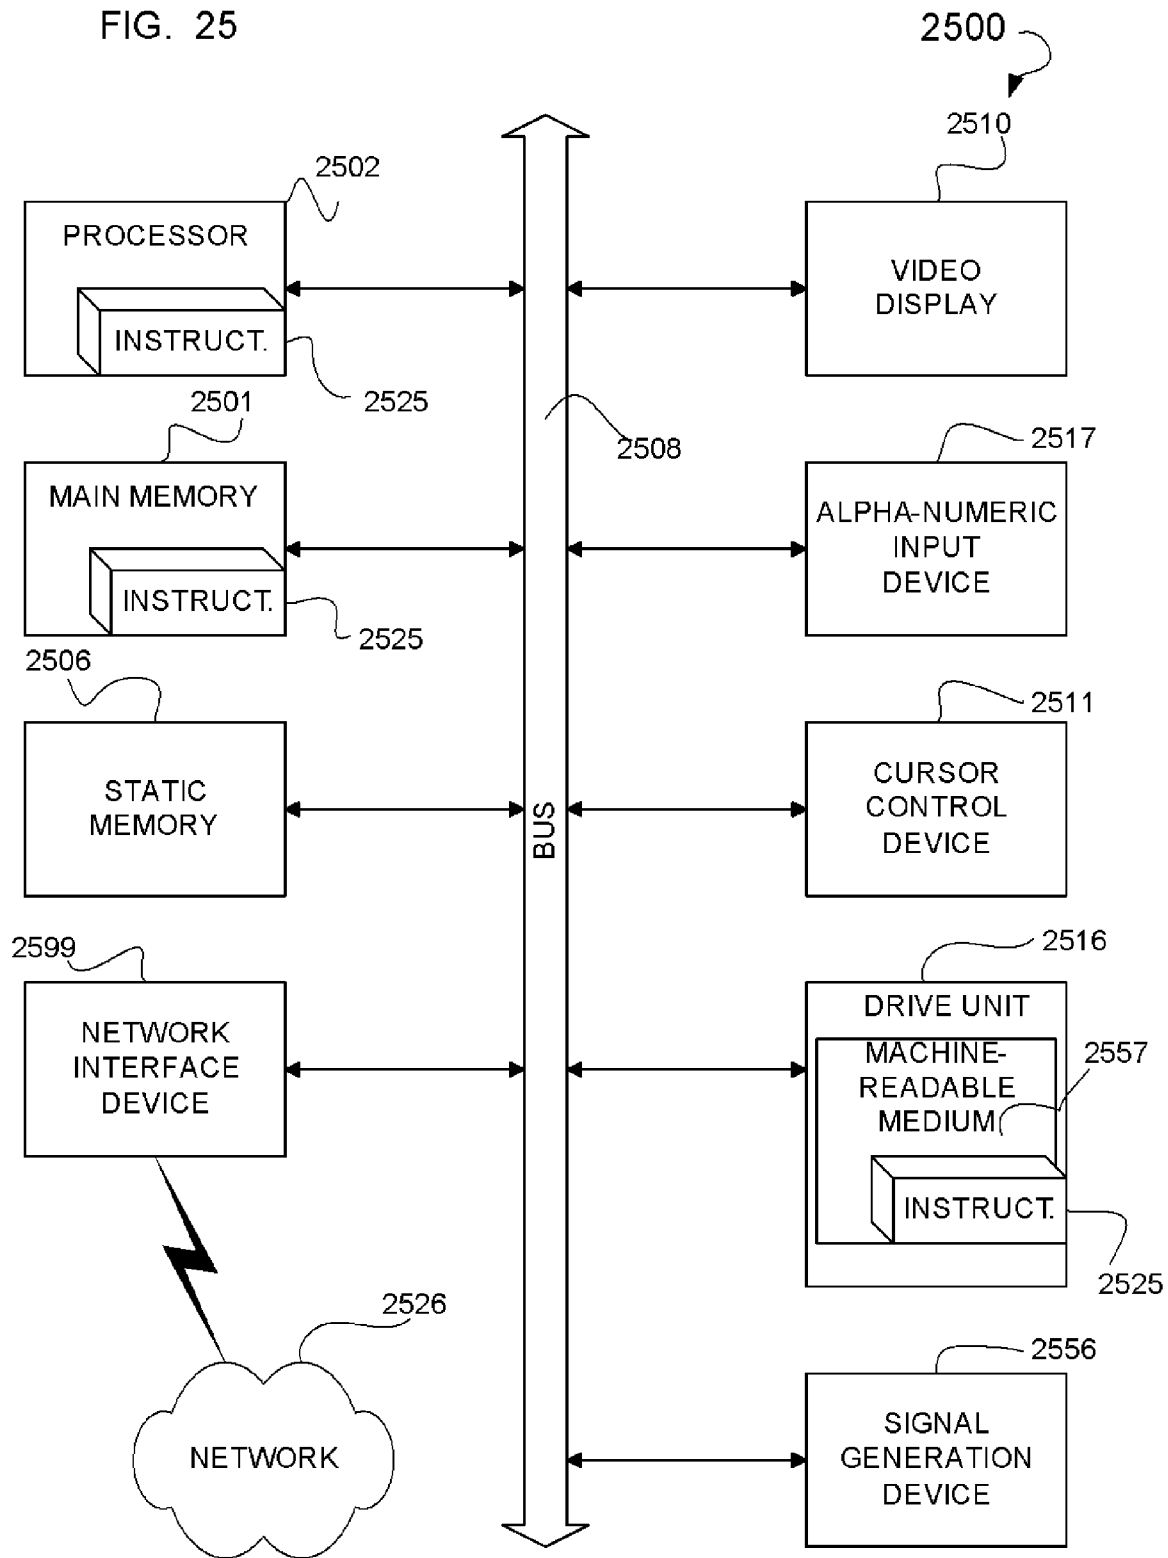 FIG. 25
2500
2502
PROCESSOR
INSTRUCT.
2525
2501
MAIN MEMORY
INSTRUCT.
2525
2506
STATIC
MEMORY
2599
NETWORK
INTERFACE
DEVICE
2526
NETWORK
2508
BUS
2510
VIDEO
DISPLAY
2517
ALPHA-NUMERIC
INPUT
DEVICE
2511
CURSOR
CONTROL
DEVICE
2516
DRIVE UNIT
MACHINE-
READABLE
MEDIUM
2557
INSTRUCT.
2525
2556
SIGNAL
GENERATION
DEVICE